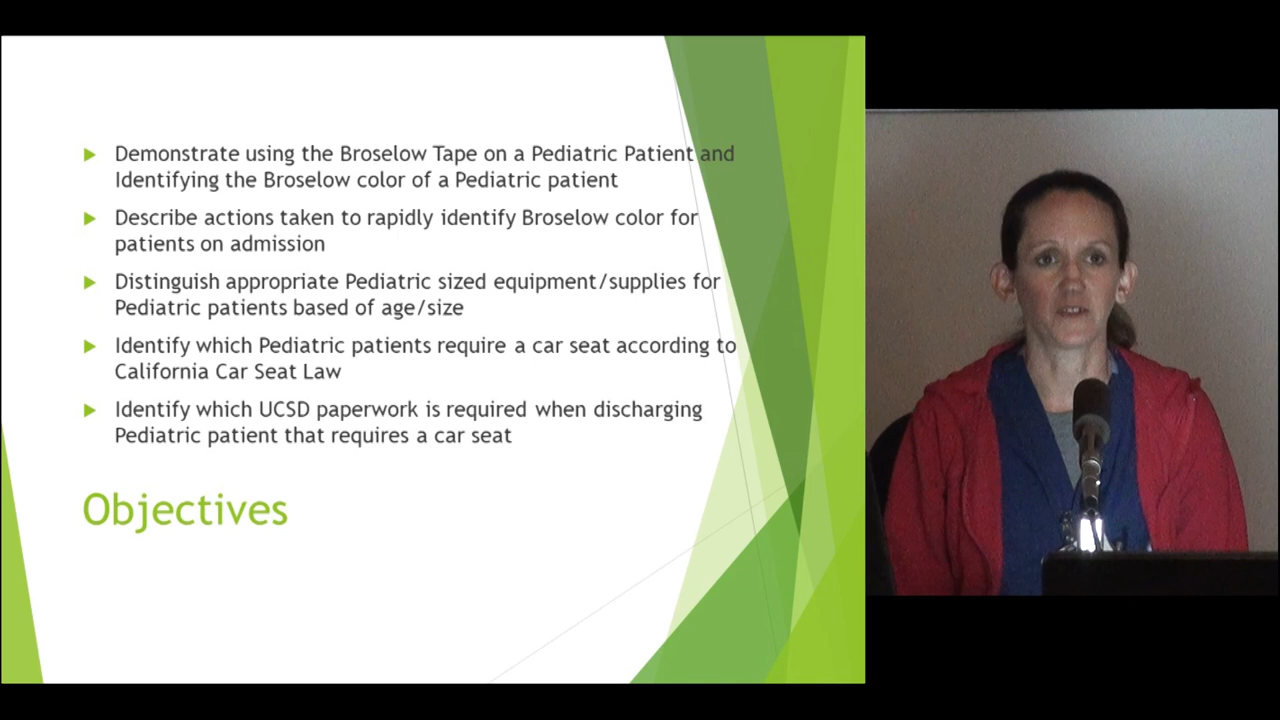 Demonstrate using the Broselow Tape on a Pediatric Patient and
Identifying the Broselow color of a Pediatric patient
Describe actions taken to rapidly identify Broselow color for
patients on admission
Distinguish appropriate Pediatric sized equipment/supplies for
Pediatric patients based of age/size
Identify which Pediatric patients require a car seat according to
California Car Seat Law
Identify which UCSD paperwork is required when discharging
Pediatric patient that requires a car seat
Objectives